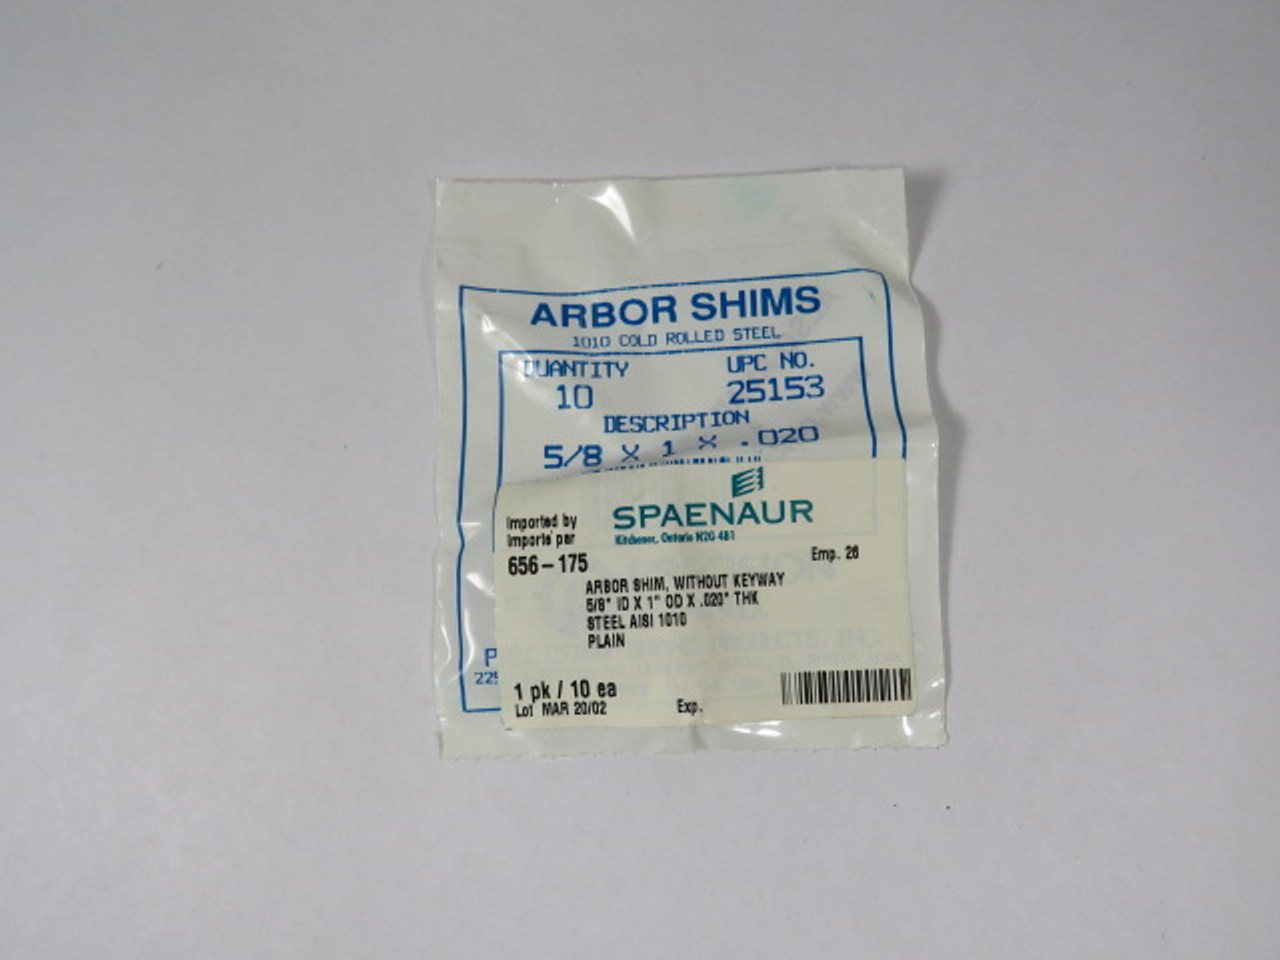 ARBOR SHIMS
1010 COLD ROLLED STEEL
QUANTITY UPC NO.
10 25153
DESCRIPTION
5/8 X 1 X .020
SPAENAUR
Kitchener, Ontario N2G 4B1
Imported by
Importé par
656-175
Emp. 26
ARBOR SHIM, WITHOUT KEYWAY
5/8" ID X 1" OD X .020" THK
STEEL AISI 1010
PLAIN
1 pk / 10 ea
Lot MAR 20/02 Exp.